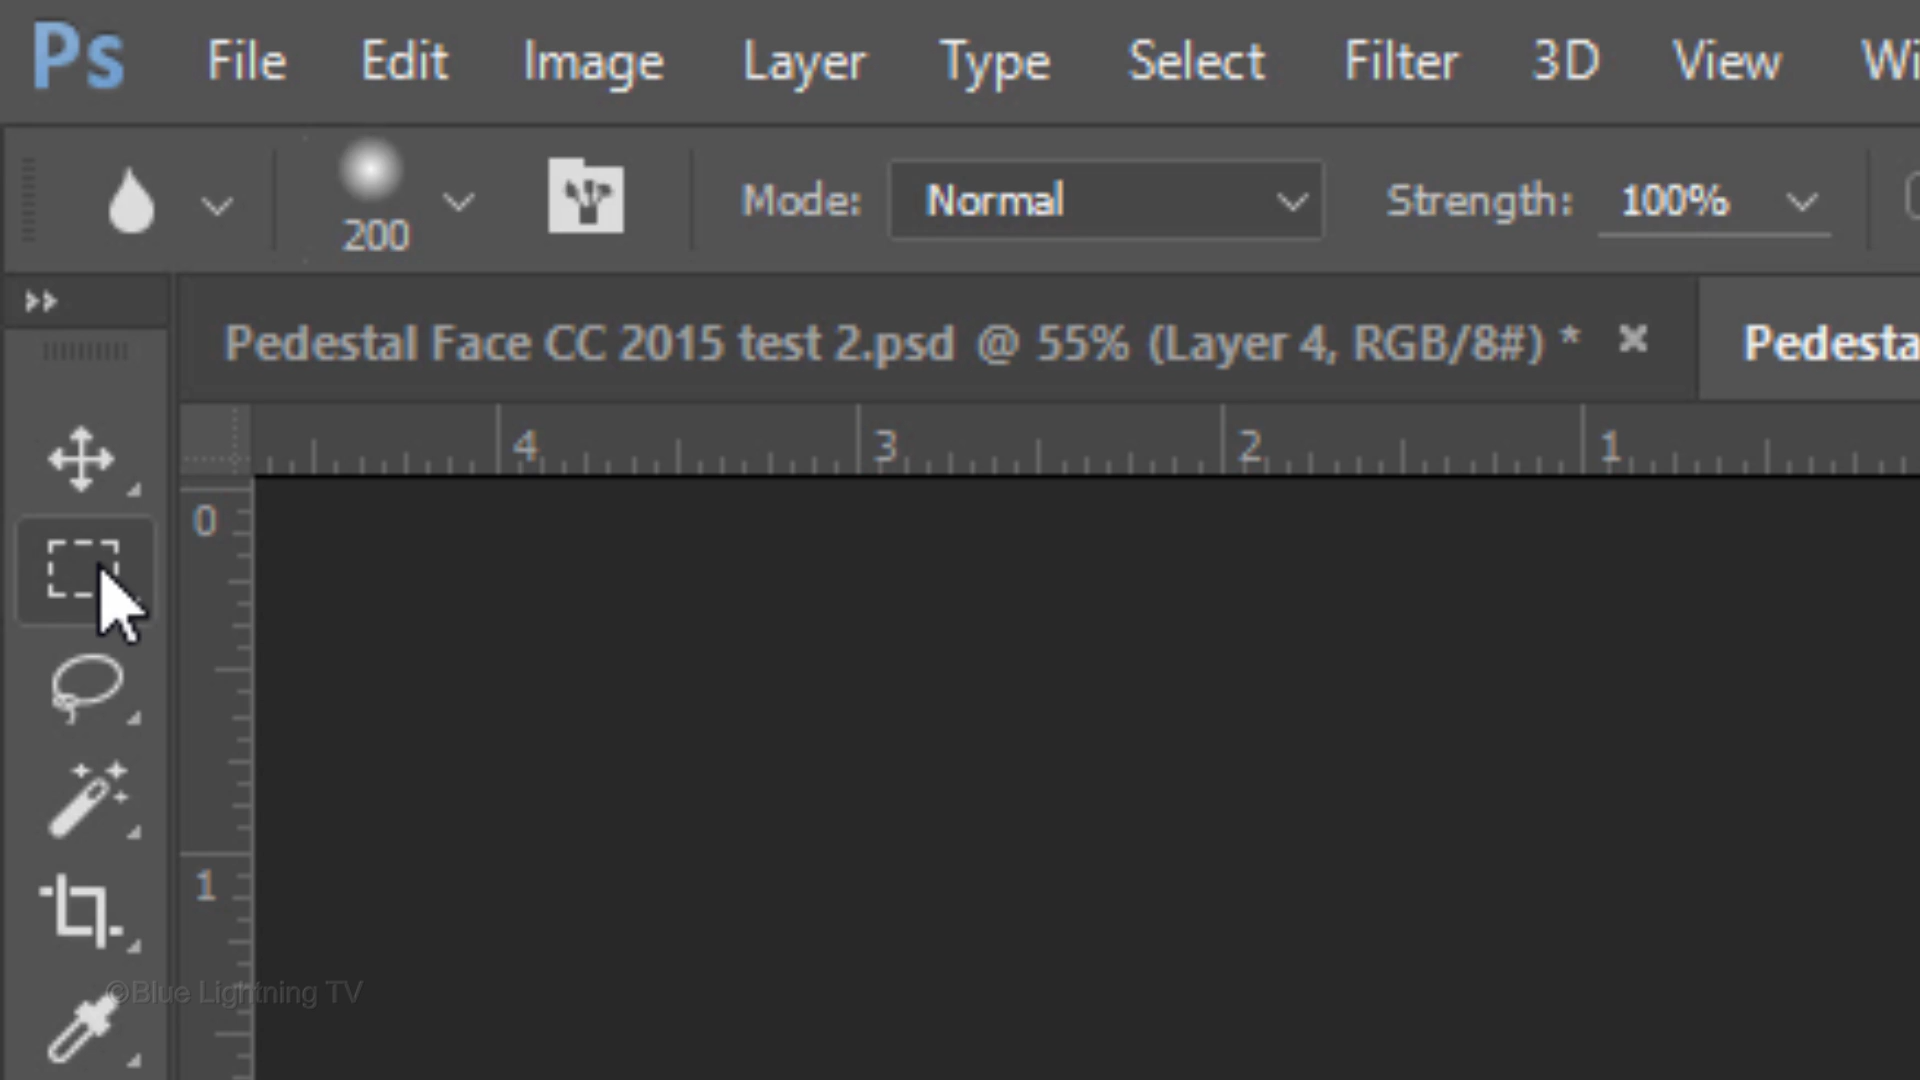 Ps File Edit Image Layer Type Select Filter 3D View
200 Mode: Normal Strength: 100%
Pedestal Face CC 2015 test 2.psd @ 55% (Layer 4, RGB/8#) *
4 3 2 1
0
1
©Blue Lightning TV